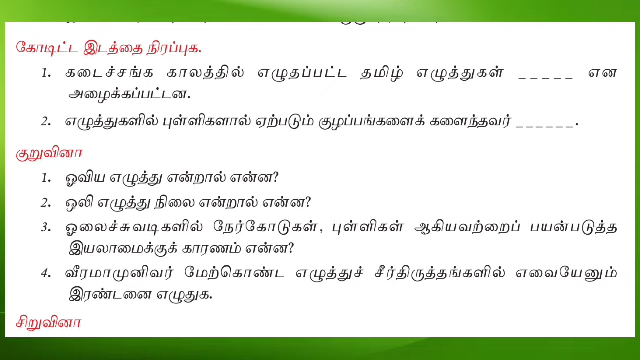 கோடிட்ட இடத்தை நிரப்புக.
1. கடைச்சங்க காலத்தில் எழுதப்பட்ட தமிழ் எழுத்துகள் _ _ _ _ _ என
அழைக்கப்பட்டன.
2. எழுத்துகளில் புள்ளிகளால் ஏற்படும் குழப்பங்களைக் களைந்தவர் _ _ _ _ _ _.
குறுவினா
1. ஓவிய எழுத்து என்றால் என்ன?
2. ஒலி எழுத்து நிலை என்றால் என்ன?
3. ஓலைச்சுவடிகளில் நேர்கோடுகள், புள்ளிகள் ஆகியவற்றைப் பயன்படுத்த
இயலாமைக்குக் காரணம் என்ன?
4. வீரமாமுனிவர் மேற்கொண்ட எழுத்துச் சீர்திருத்தங்களில் எவையேனும்
இரண்டனை எழுதுக.
சிறுவினா